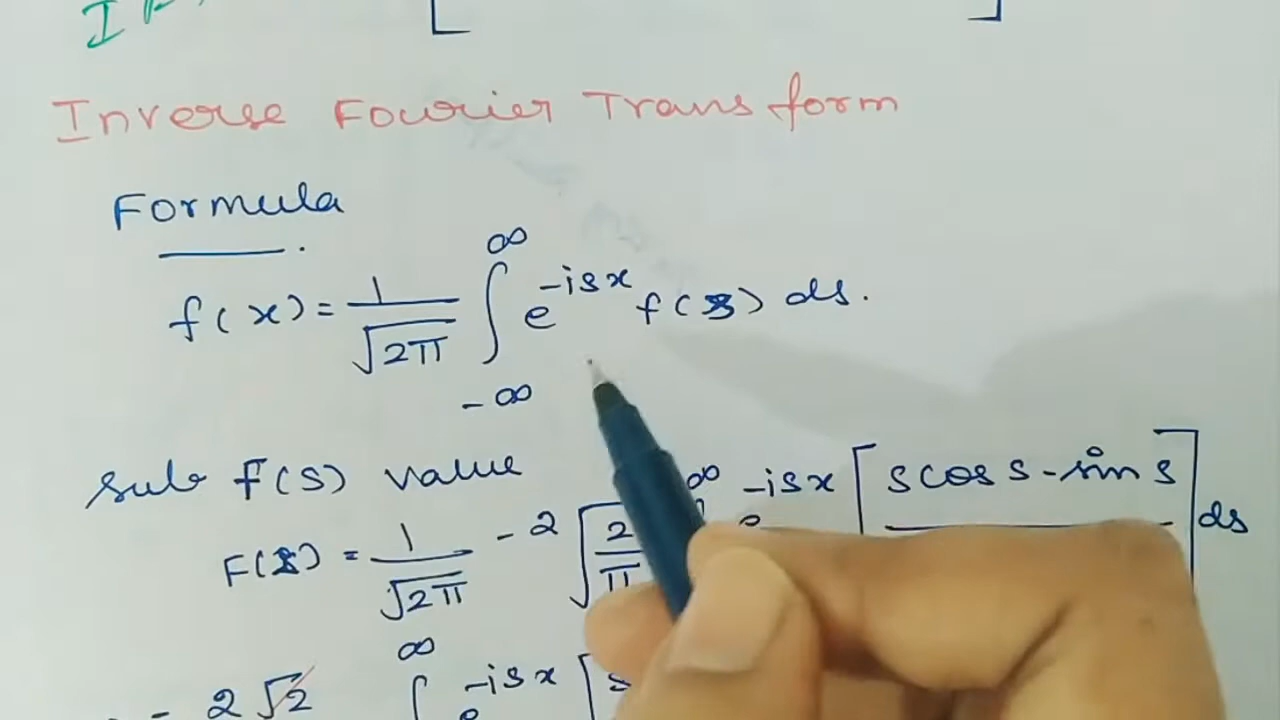 Inverse Fourier Transform
Formula
f(x) = 1/√2π ∫_{-∞}^{∞} e^{-isx} f(s) ds.
sub F(s) value
F(s) = 1/√2π - 2 √2/π ∞ e^{-isx} [ s cos s - sin s ] ds
- 2√2 ∫^{∞} e^{-isx} [ s